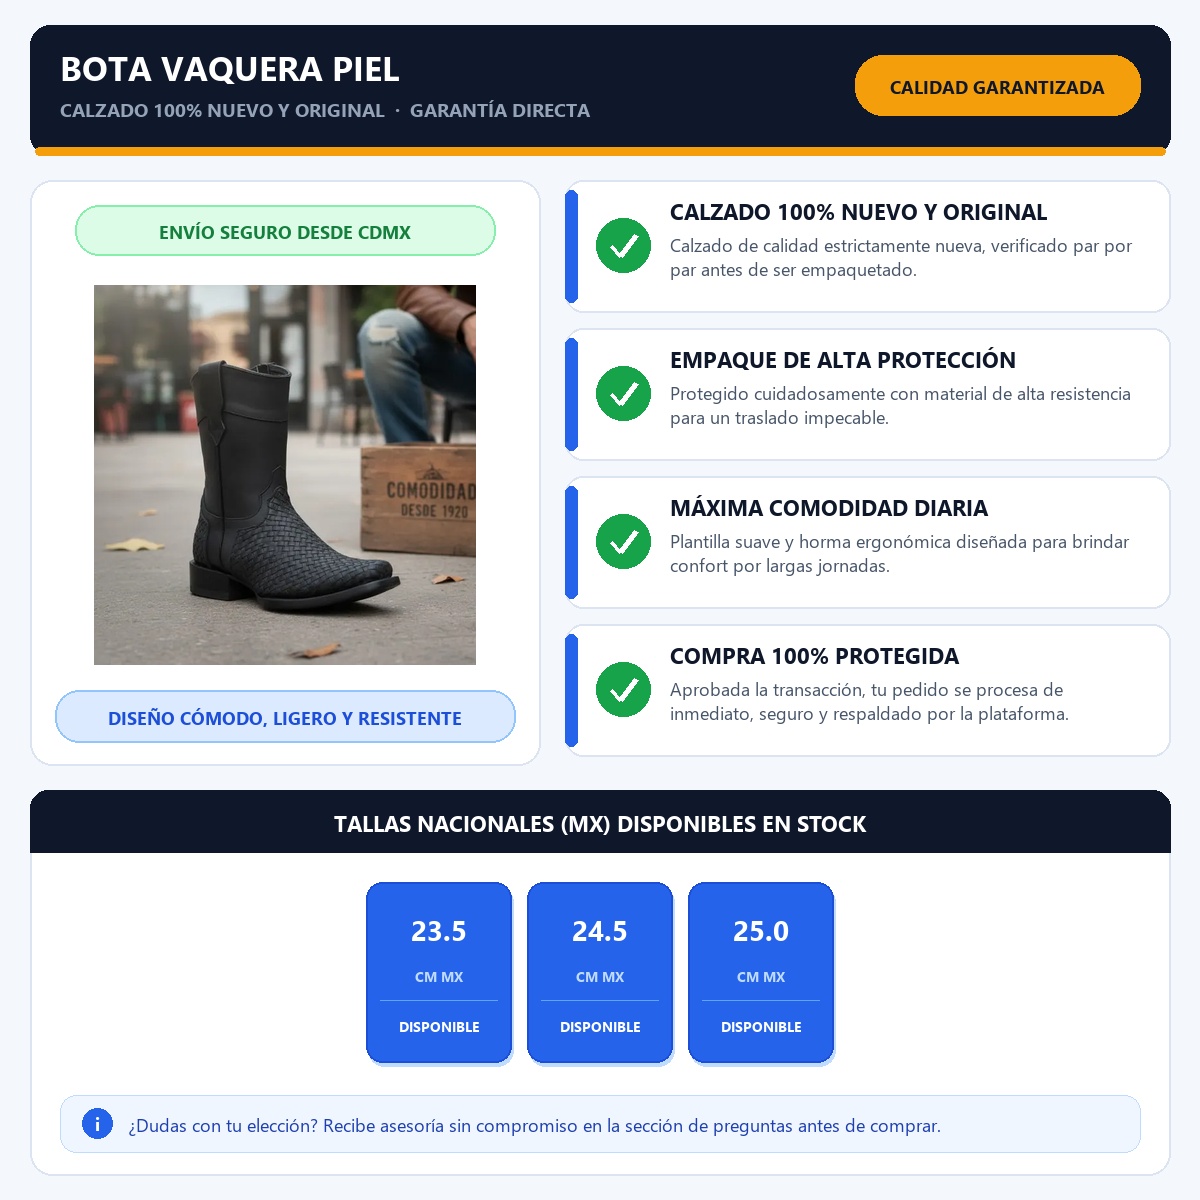 BOTA VAQUERA PIEL
CALZADO 100% NUEVO Y ORIGINAL · GARANTÍA DIRECTA
CALIDAD GARANTIZADA
ENVÍO SEGURO DESDE CDMX
COMODIDAD
DESDE 1920
DISEÑO CÓMODO, LIGERO Y RESISTENTE
CALZADO 100% NUEVO Y ORIGINAL
Calzado de calidad estrictamente nueva, verificado par por
par antes de ser empaquetado.
EMPAQUE DE ALTA PROTECCIÓN
Protegido cuidadosamente con material de alta resistencia
para un traslado impecable.
MÁXIMA COMODIDAD DIARIA
Plantilla suave y horma ergonómica diseñada para brindar
confort por largas jornadas.
COMPRA 100% PROTEGIDA
Aprobada la transacción, tu pedido se procesa de
inmediato, seguro y respaldado por la plataforma.
TALLAS NACIONALES (MX) DISPONIBLES EN STOCK
23.5
CM MX
DISPONIBLE
24.5
CM MX
DISPONIBLE
25.0
CM MX
DISPONIBLE
¿Dudas con tu elección? Recibe asesoría sin compromiso en la sección de preguntas antes de comprar.